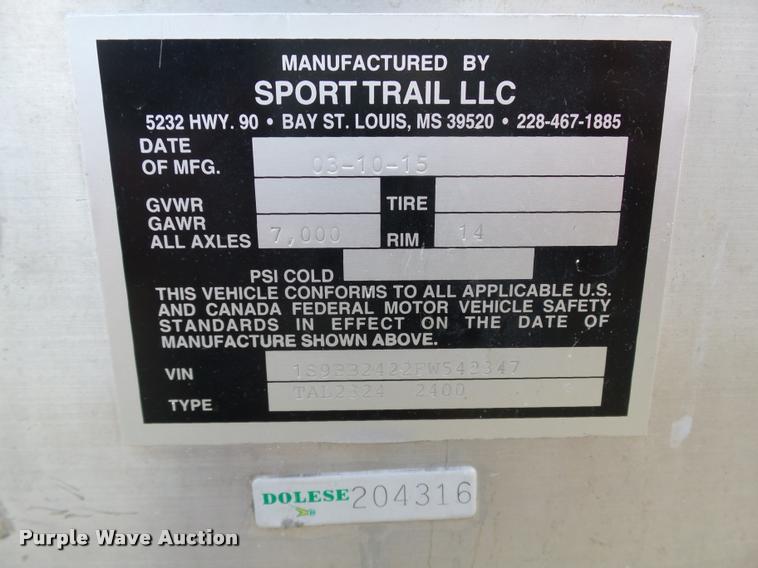 MANUFACTURED BY
SPORT TRAIL LLC
5232 HWY. 90 • BAY ST. LOUIS, MS 39520 • 228-467-1885
DATE
OF MFG. 03-10-15
GVWR TIRE
GAWR
ALL AXLES 7,000 RIM 14
PSI COLD
THIS VEHICLE CONFORMS TO ALL APPLICABLE U.S.
AND CANADA FEDERAL MOTOR VEHICLE SAFETY
STANDARDS IN EFFECT ON THE DATE OF
MANUFACTURE SHOWN ABOVE.
VIN
TYPE TAL2324 2400
DOLESE 204316
Purple Wave Auction